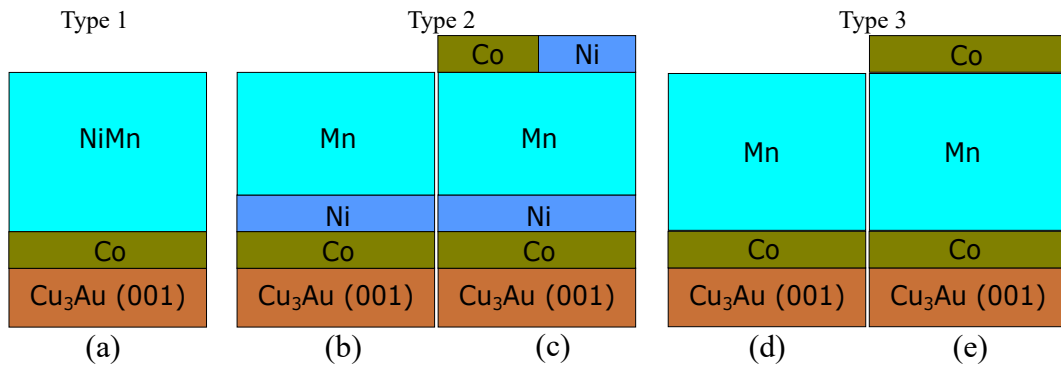 Type 1
Type 2
Type 3
Co Ni
Co
NiMn
Mn
Mn
Mn
Mn
Ni
Ni
Co
Co
Co
Co
Co
Cu₃Au (001)
Cu₃Au (001)
Cu₃Au (001)
Cu₃Au (001)
Cu₃Au (001)
(a)
(b)
(c)
(d)
(e)